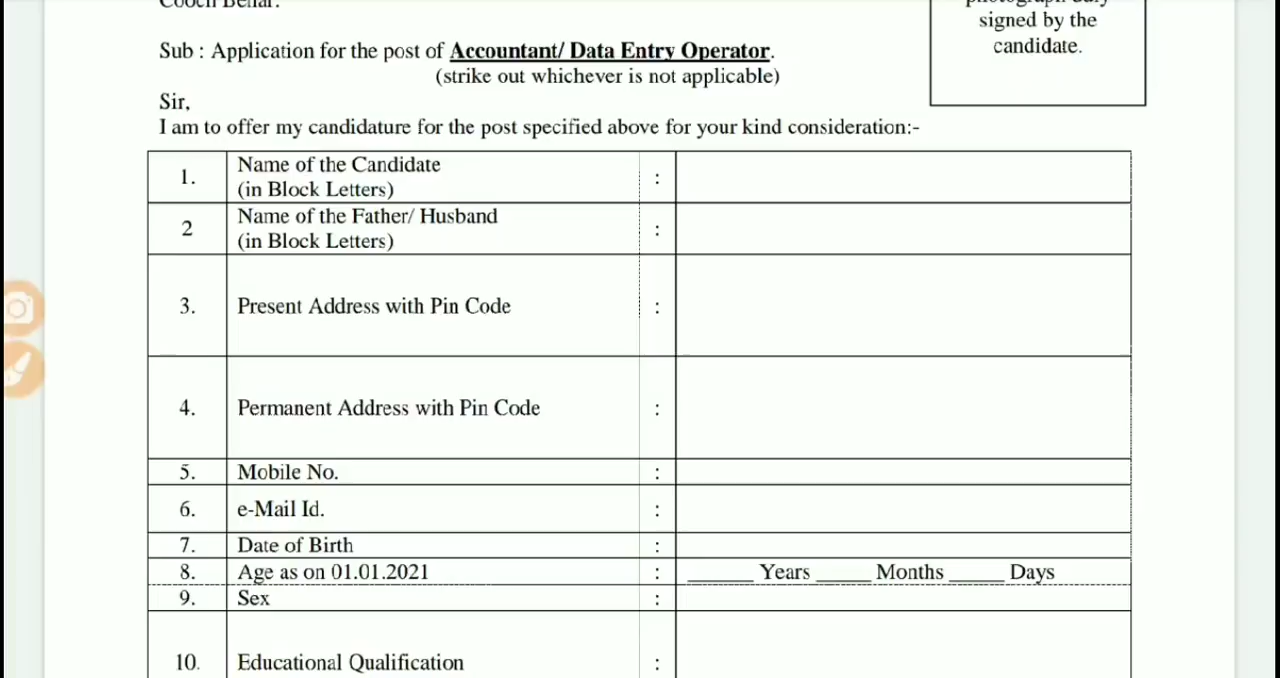 Cooch Behar.
photograph duly
signed by the
candidate.
Sub : Application for the post of Accountant/ Data Entry Operator.
(strike out whichever is not applicable)
Sir,
I am to offer my candidature for the post specified above for your kind consideration:-
1. Name of the Candidate
(in Block Letters) :
2 Name of the Father/ Husband
(in Block Letters) :
3. Present Address with Pin Code :
4. Permanent Address with Pin Code :
5. Mobile No. :
6. e-Mail Id. :
7. Date of Birth :
8. Age as on 01.01.2021 : ______ Years _____ Months _____ Days
9. Sex :
10. Educational Qualification :